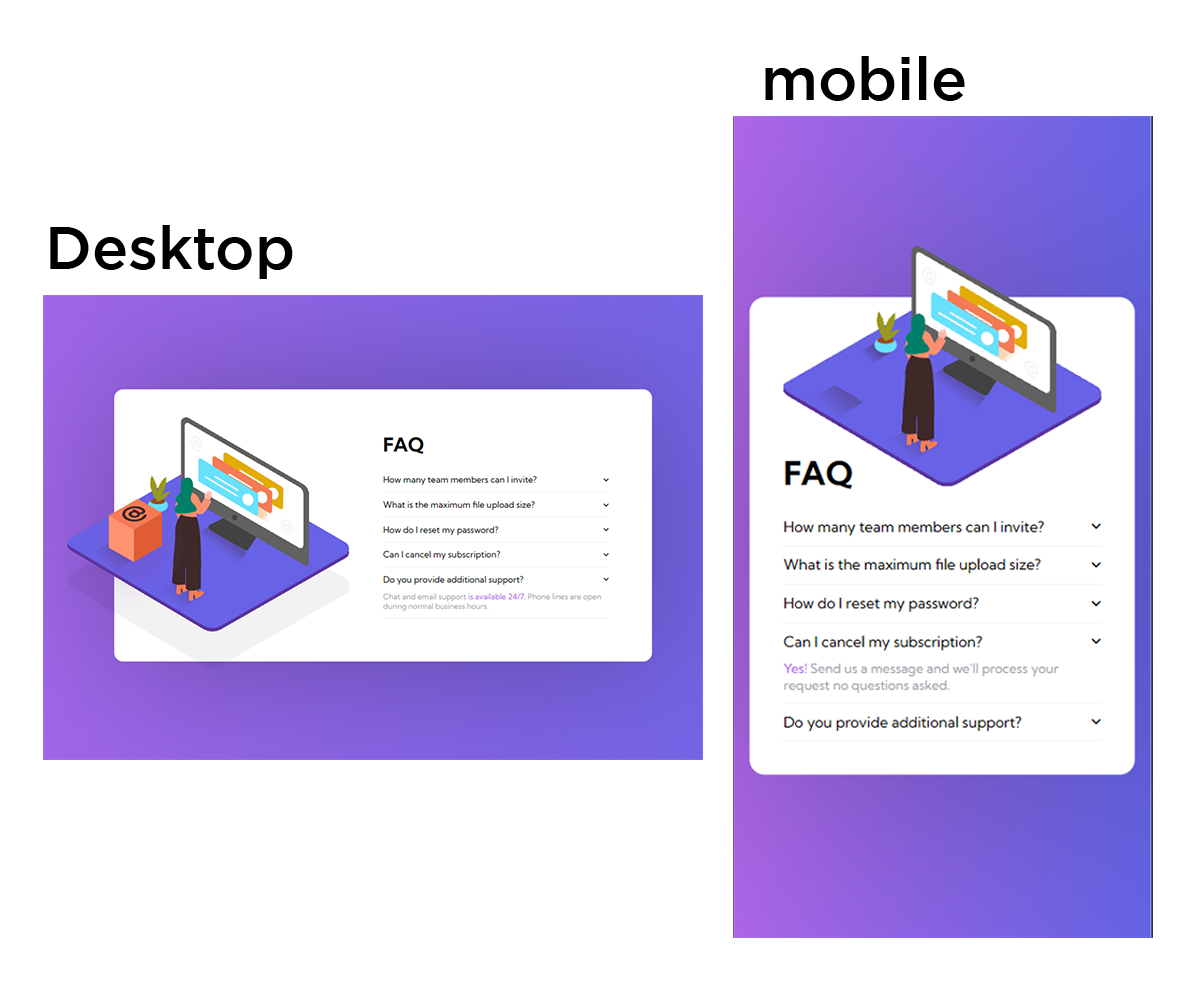 mobile
Desktop
FAQ
How many team members can I invite?
What is the maximum file upload size?
How do I reset my password?
Can I cancel my subscription?
Do you provide additional support?
Chat and email support is available 24/7. Phone lines are open
during normal business hours.
@
FAQ
How many team members can I invite?
What is the maximum file upload size?
How do I reset my password?
Can I cancel my subscription?
Yes! Send us a message and we'll process your
request no questions asked.
Do you provide additional support?